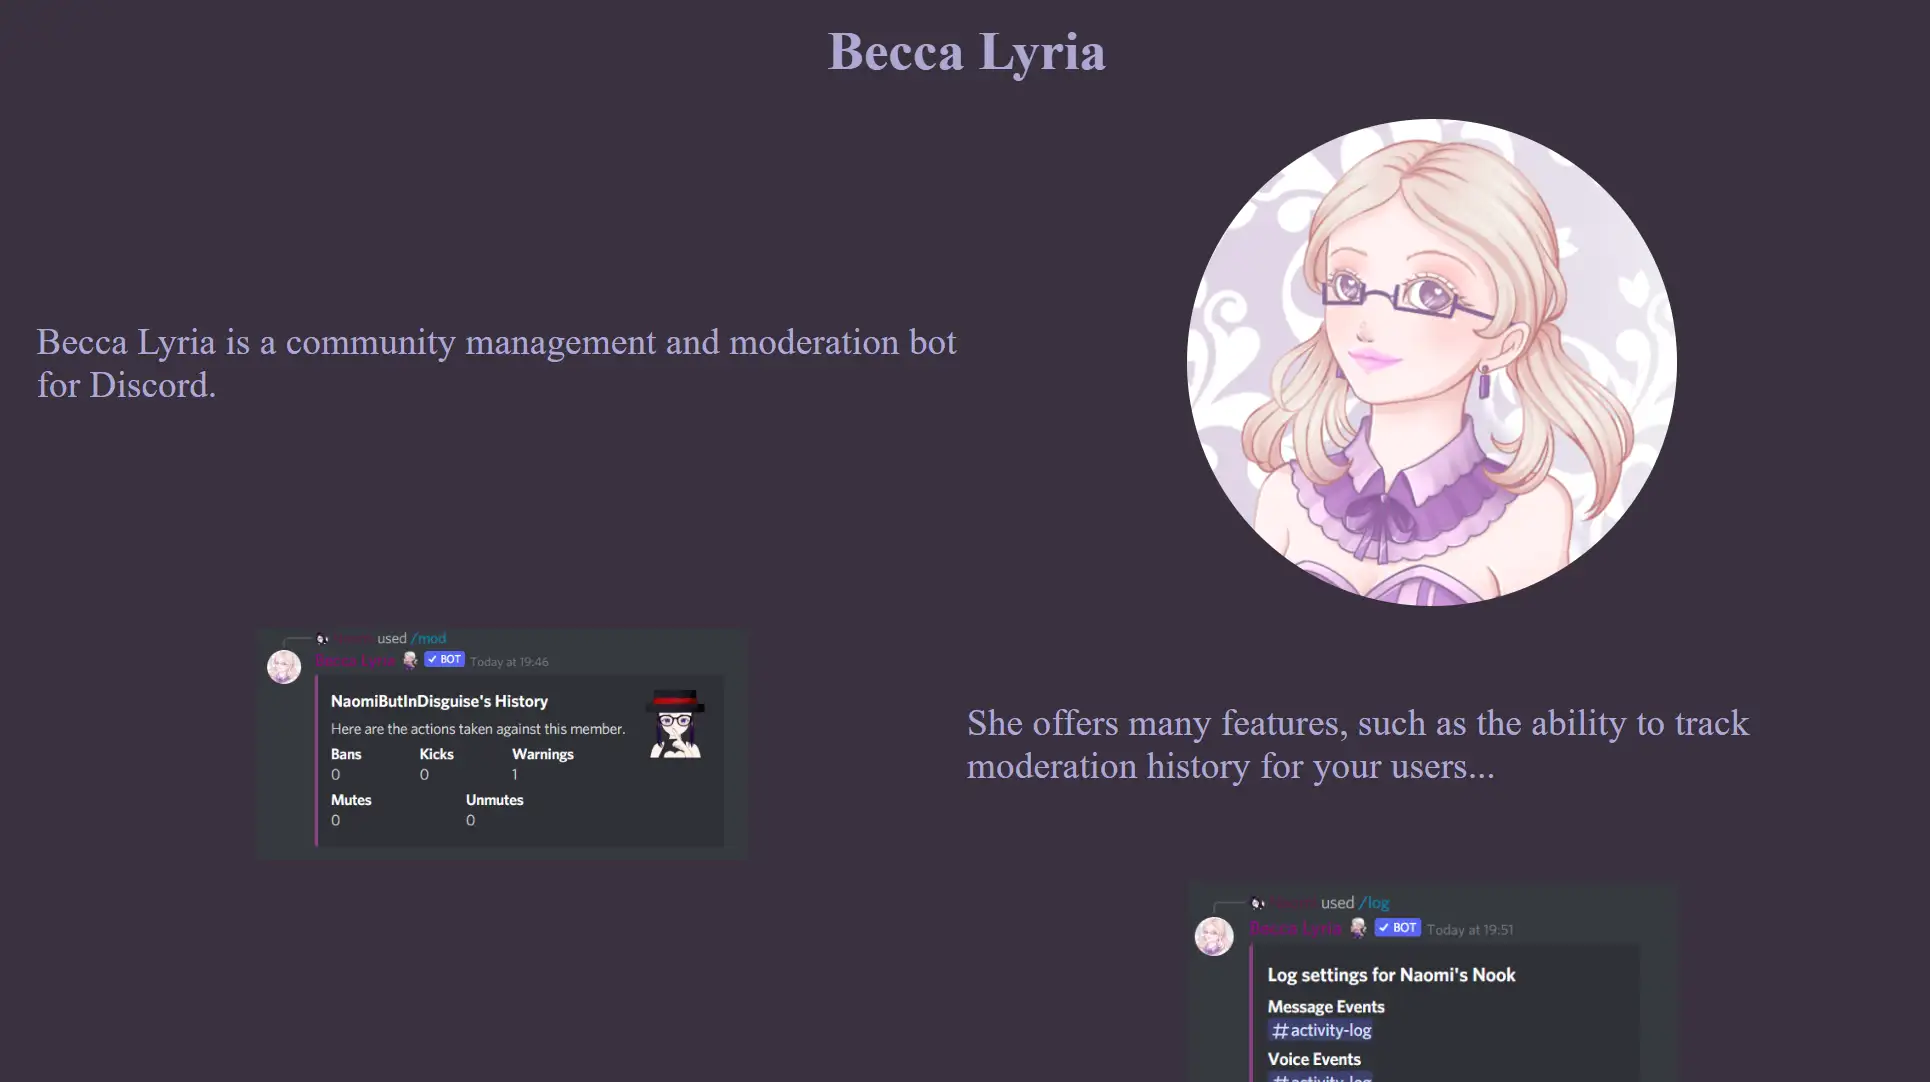 Becca Lyria
Becca Lyria is a community management and moderation bot
for Discord.
used /mod
Becca Lyria BOT Today at 19:46
NaomiButInDisguise's History
Here are the actions taken against this member.
Bans Kicks Warnings
0 0 1
Mutes Unmutes
0 0
She offers many features, such as the ability to track
moderation history for your users...
used /log
Becca Lyria BOT Today at 19:51
Log settings for Naomi's Nook
Message Events
#activity-log
Voice Events
#activity-log